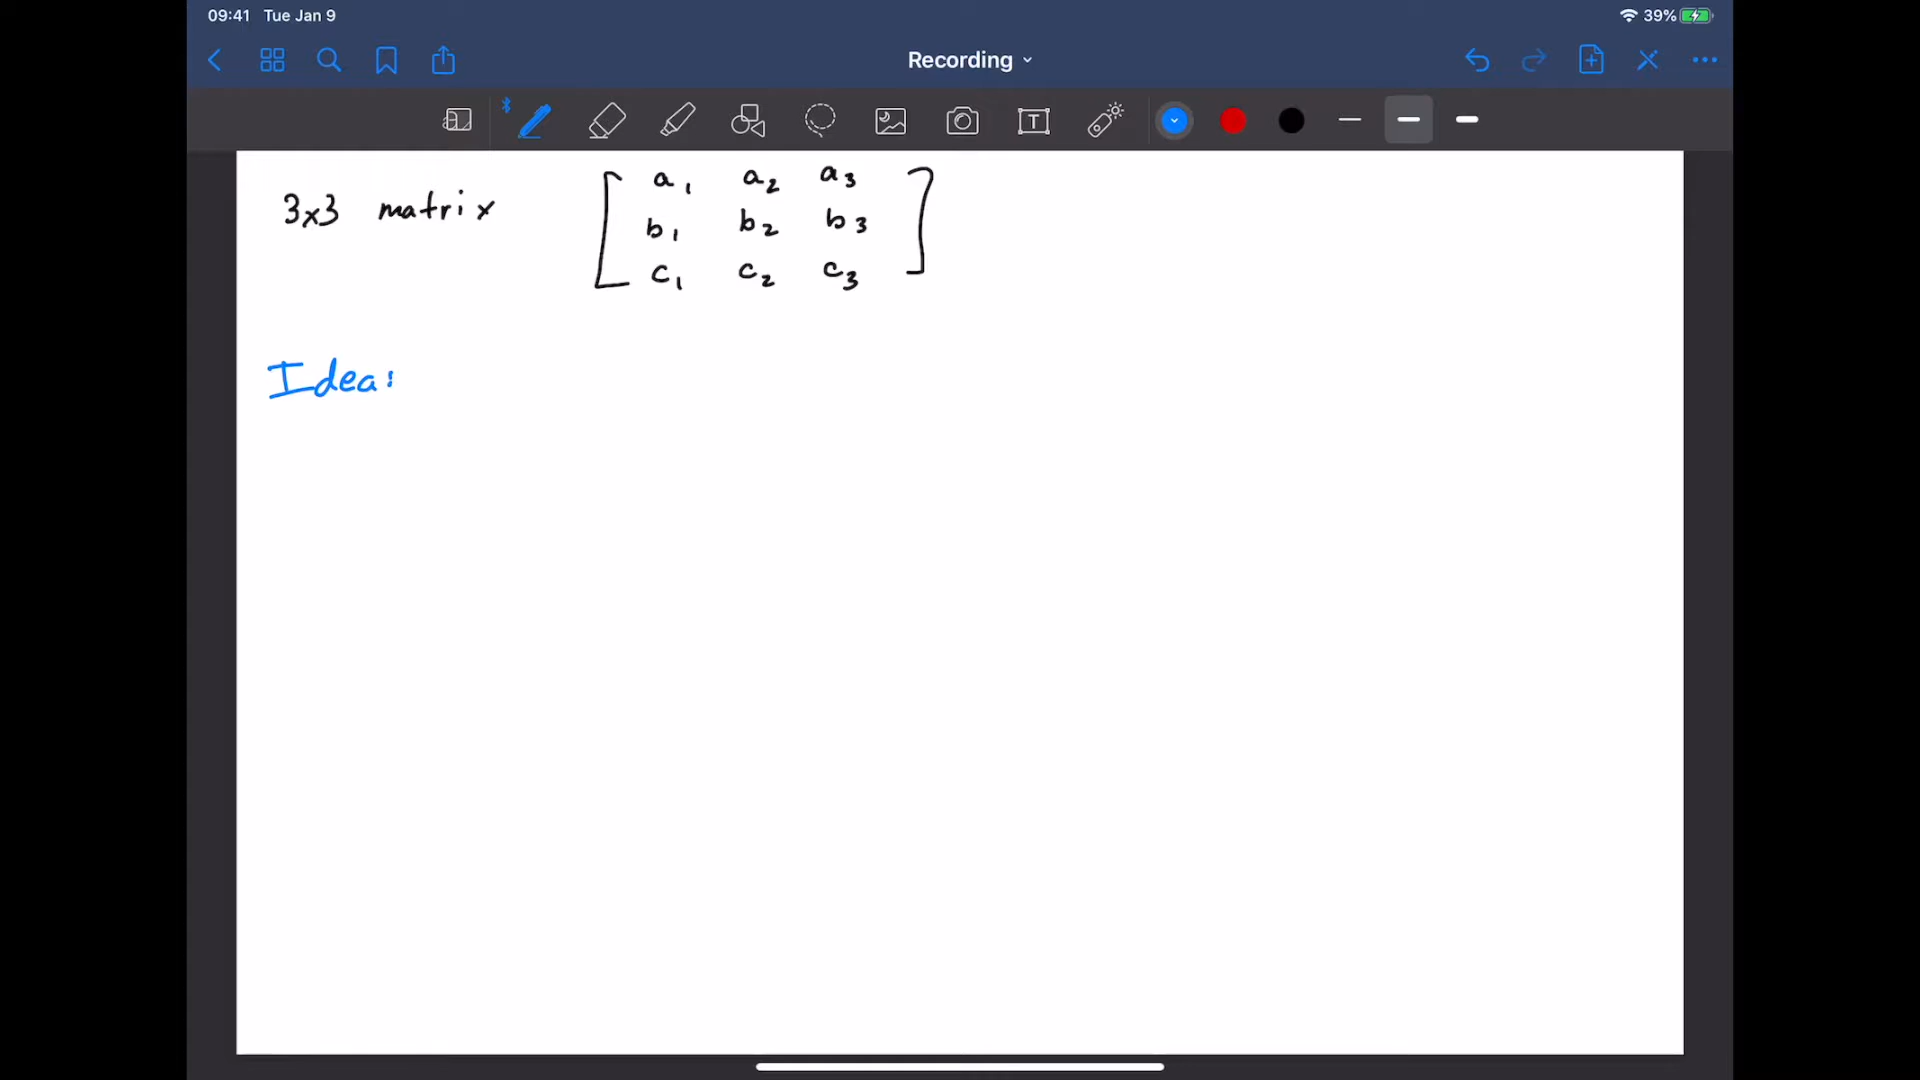 09:41 Tue Jan 9
39%
Recording
T
3x3 matrix
a1 a2 a3
b1 b2 b3
c1 c2 c3
Idea: